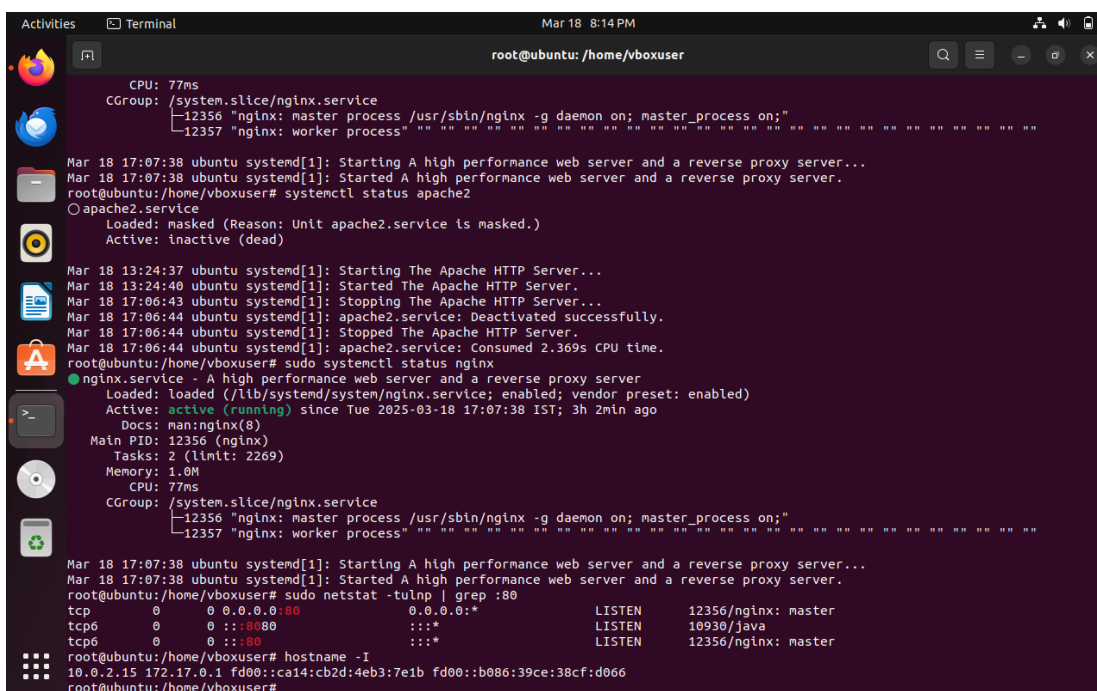 Activities Terminal Mar 18 8:14 PM
root@ubuntu: /home/vboxuser
CPU: 77ms
CGroup: /system.slice/nginx.service
├─12356 "nginx: master process /usr/sbin/nginx -g daemon on; master_process on;"
└─12357 "nginx: worker process" "" "" "" "" "" "" "" "" "" "" "" "" "" "" "" "" "" "" "" "" "" "" "" "" "" "" ""
Mar 18 17:07:38 ubuntu systemd[1]: Starting A high performance web server and a reverse proxy server...
Mar 18 17:07:38 ubuntu systemd[1]: Started A high performance web server and a reverse proxy server.
root@ubuntu:/home/vboxuser# systemctl status apache2
○ apache2.service
Loaded: masked (Reason: Unit apache2.service is masked.)
Active: inactive (dead)
Mar 18 13:24:37 ubuntu systemd[1]: Starting The Apache HTTP Server...
Mar 18 13:24:40 ubuntu systemd[1]: Started The Apache HTTP Server.
Mar 18 17:06:43 ubuntu systemd[1]: Stopping The Apache HTTP Server...
Mar 18 17:06:44 ubuntu systemd[1]: apache2.service: Deactivated successfully.
Mar 18 17:06:44 ubuntu systemd[1]: Stopped The Apache HTTP Server.
Mar 18 17:06:44 ubuntu systemd[1]: apache2.service: Consumed 2.369s CPU time.
root@ubuntu:/home/vboxuser# sudo systemctl status nginx
● nginx.service - A high performance web server and a reverse proxy server
Loaded: loaded (/lib/systemd/system/nginx.service; enabled; vendor preset: enabled)
Active: active (running) since Tue 2025-03-18 17:07:38 IST; 3h 2min ago
Docs: man:nginx(8)
Main PID: 12356 (nginx)
Tasks: 2 (limit: 2269)
Memory: 1.0M
CPU: 77ms
CGroup: /system.slice/nginx.service
├─12356 "nginx: master process /usr/sbin/nginx -g daemon on; master_process on;"
└─12357 "nginx: worker process" "" "" "" "" "" "" "" "" "" "" "" "" "" "" "" "" "" "" "" "" "" "" "" "" "" "" ""
Mar 18 17:07:38 ubuntu systemd[1]: Starting A high performance web server and a reverse proxy server...
Mar 18 17:07:38 ubuntu systemd[1]: Started A high performance web server and a reverse proxy server.
root@ubuntu:/home/vboxuser# sudo netstat -tulnp | grep :80
tcp 0 0 0.0.0.0:80 0.0.0.0:* LISTEN 12356/nginx: master
tcp6 0 0 :::8080 :::* LISTEN 10930/java
tcp6 0 0 :::80 :::* LISTEN 12356/nginx: master
root@ubuntu:/home/vboxuser# hostname -I
10.0.2.15 172.17.0.1 fd00::ca14:cb2d:4eb3:7e1b fd00::b086:39ce:38cf:d066
root@ubuntu:/home/vboxuser#